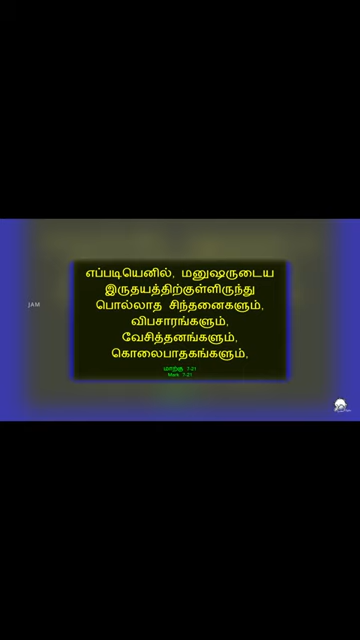 எப்படியெனில், மனுஷருடைய
இருதயத்திற்குள்ளிருந்து
பொல்லாத சிந்தனைகளும்,
விபசாரங்களும்,
வேசித்தனங்களும்,
கொலைபாதகங்களும்,
மாற்கு 7:21
Mark 7:21
JAM